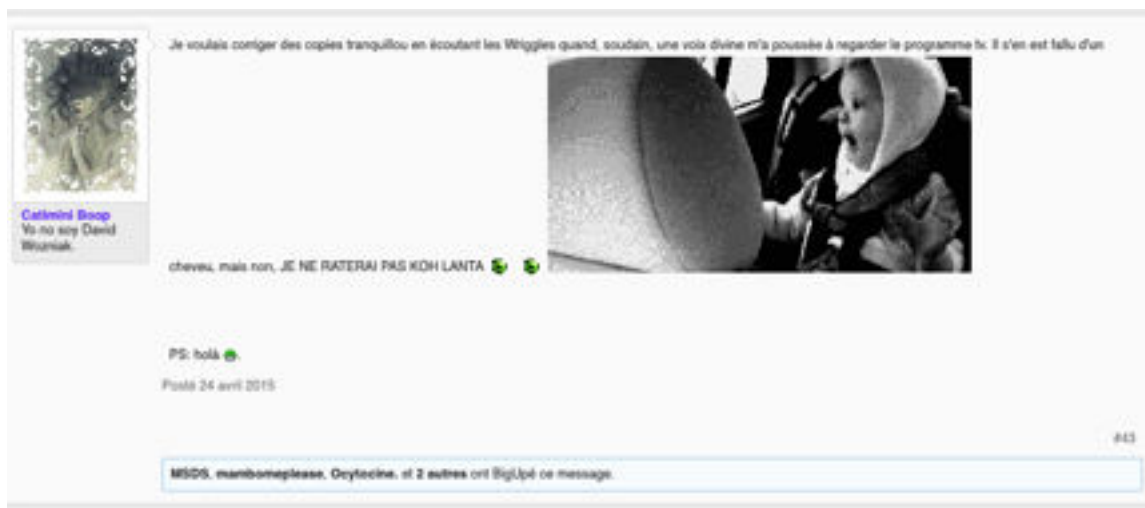 Je voulais corriger des copies tranquillou en écoutant les Wriggles quand, soudain, une voix divine m'a poussée à regarder le programme tv. Il s'en est fallu d'un
cheveu, mais non, JE NE RATERAI PAS KOH LANTA
Catimini Boop
Yo no soy David
Wozniak.
PS: holà .
Posté 24 avril 2015
#43
MSDS, mambomeplease, Ocytocine, et 2 autres ont BigUpé ce message.